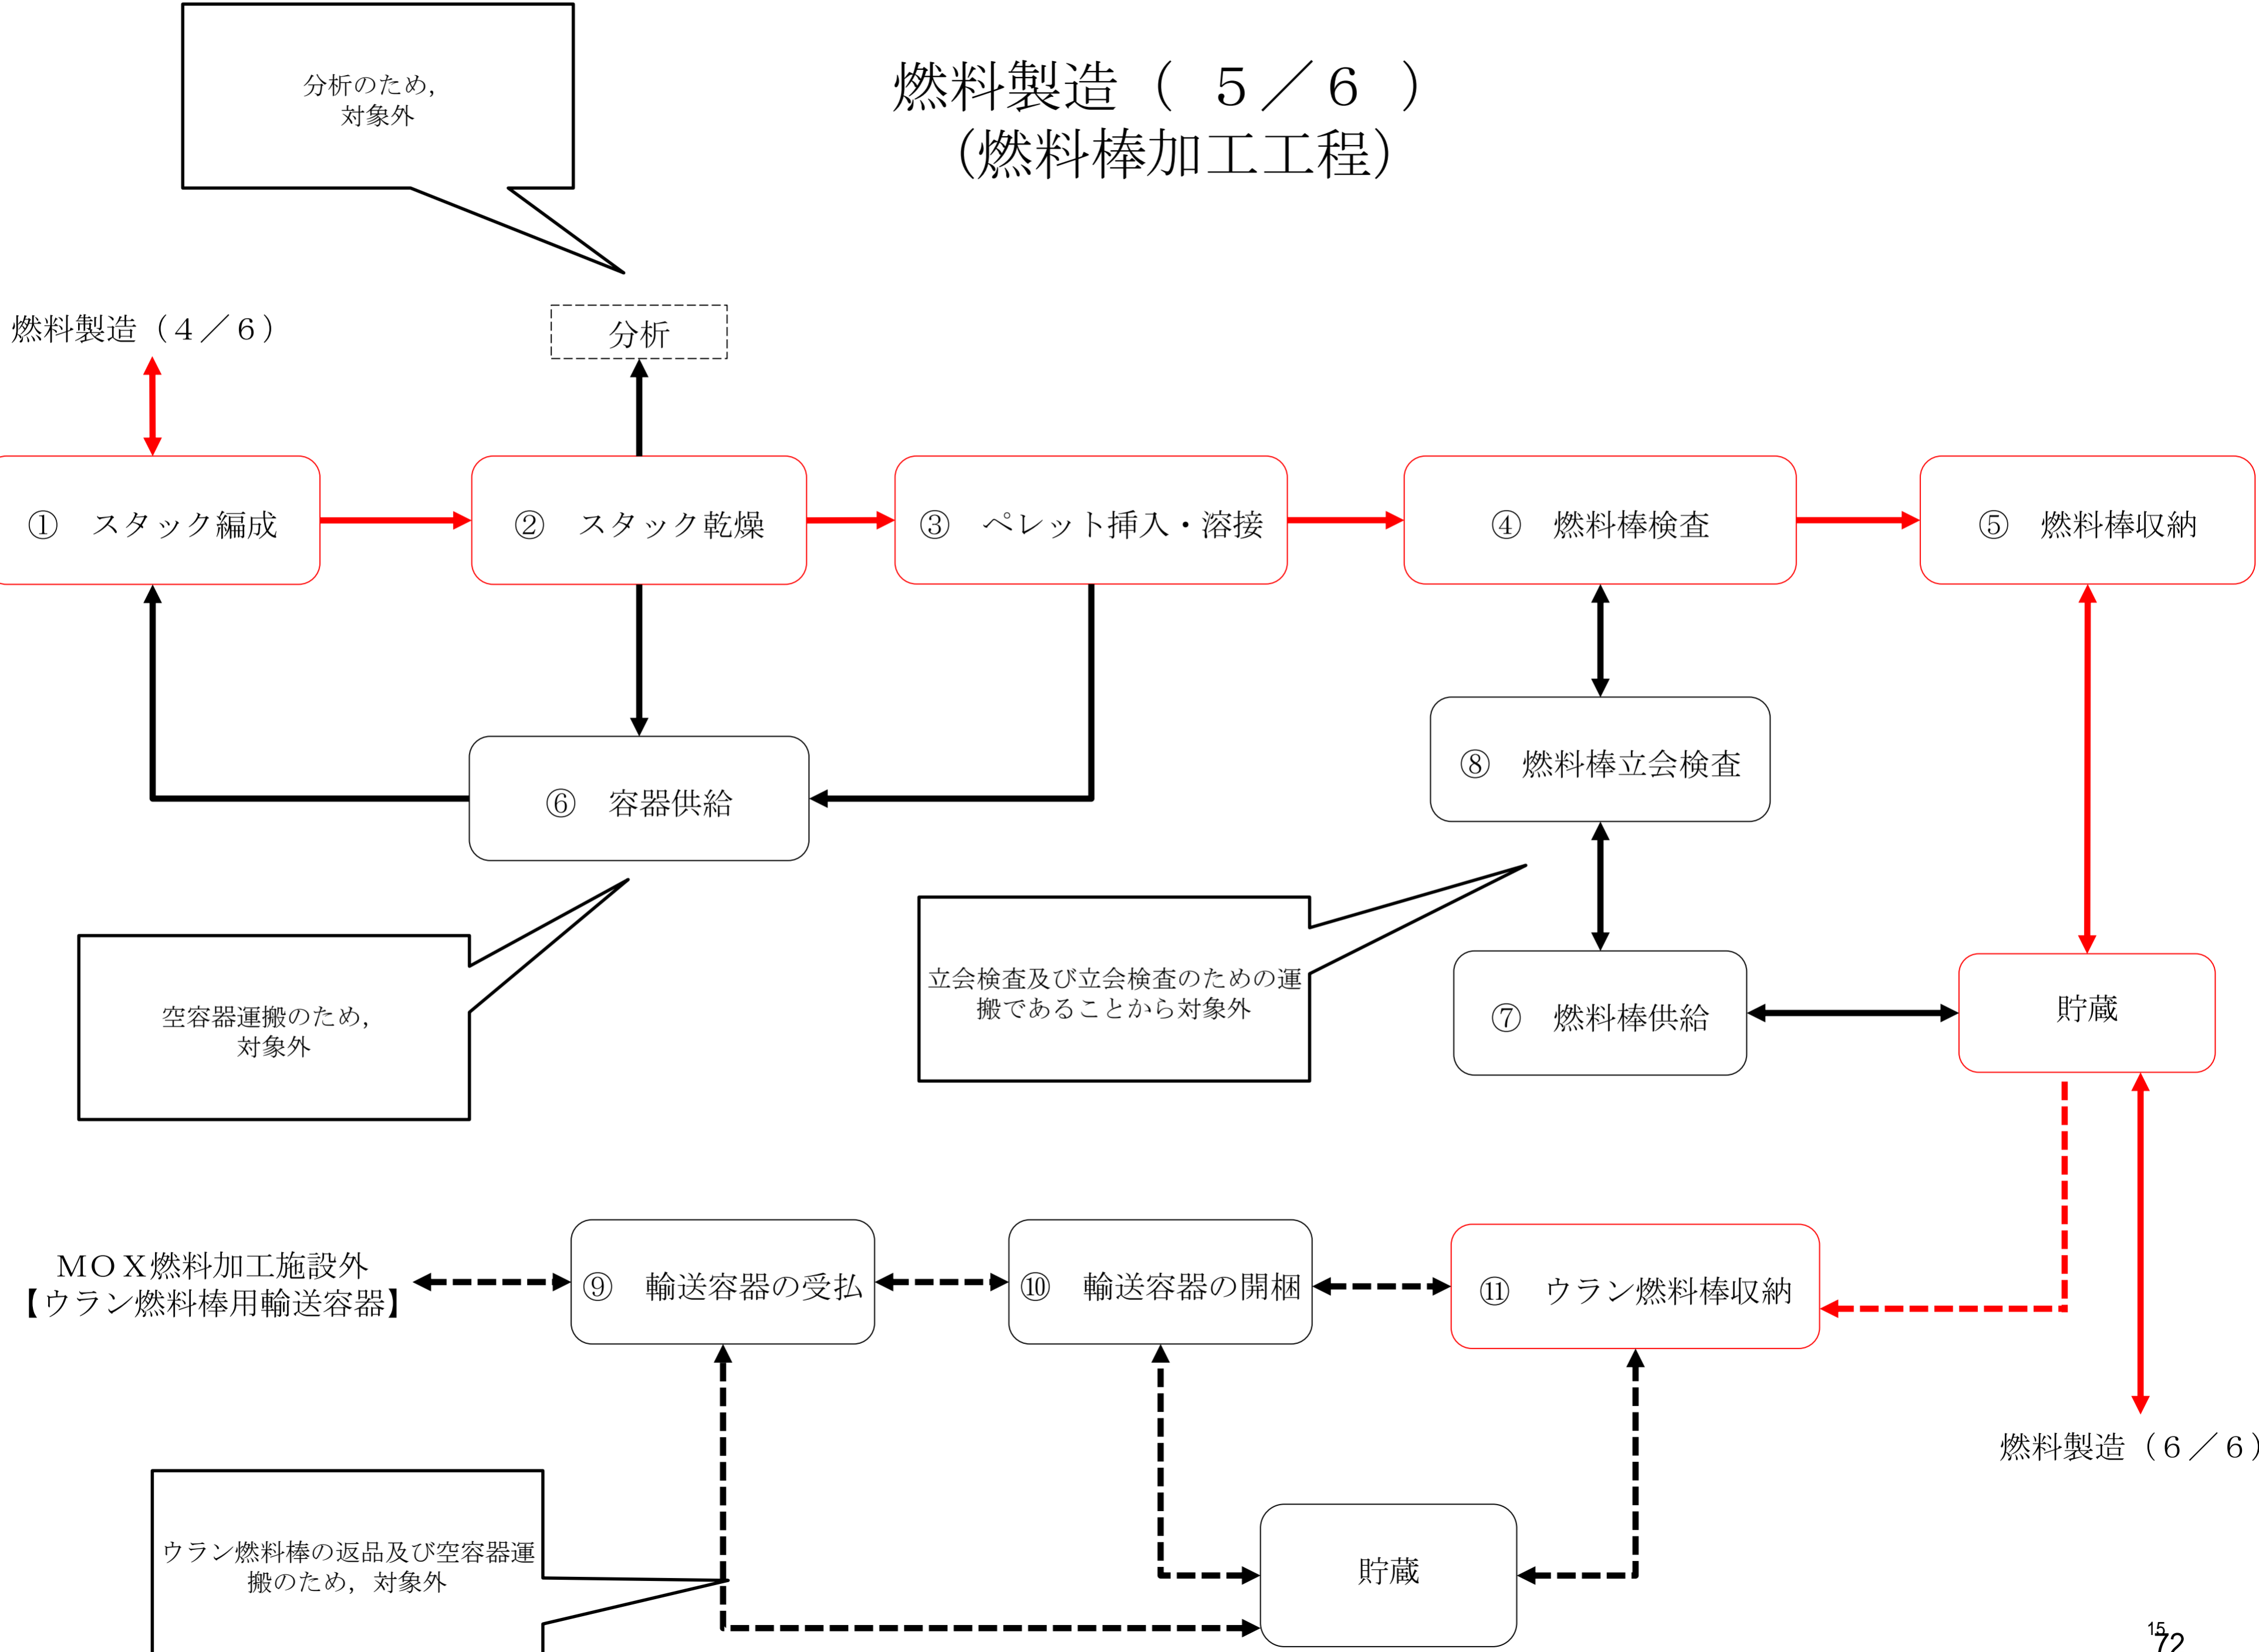 燃料製造（ ５／６ ）
（燃料棒加工工程）
分析のため，
対象外
燃料製造（４／６）
分析
① スタック編成
② スタック乾燥
③ ペレット挿入・溶接
④ 燃料棒検査
⑤ 燃料棒収納
⑥ 容器供給
⑧ 燃料棒立会検査
空容器運搬のため，
対象外
立会検査及び立会検査のための運
搬であることから対象外
⑦ 燃料棒供給
貯蔵
ＭＯＸ燃料加工施設外
【ウラン燃料棒用輸送容器】
⑨ 輸送容器の受払
⑩ 輸送容器の開梱
⑪ ウラン燃料棒収納
燃料製造（６／６）
ウラン燃料棒の返品及び空容器運
搬のため，対象外
貯蔵
15
72